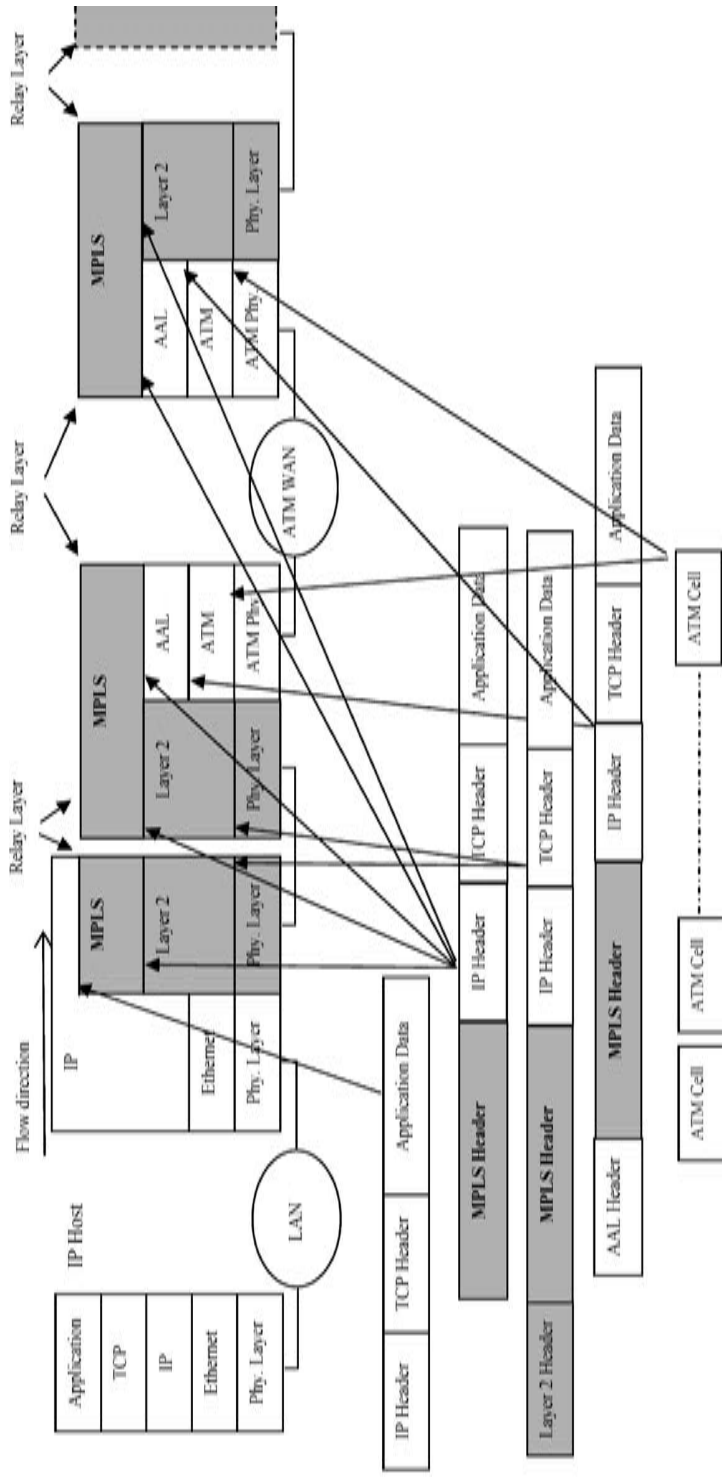 Relay Layer
Relay Layer
Relay Layer
Flow direction
IP Host
Application
TCP
IP
Ethernet
Phy. Layer
LAN
IP
Ethernet
Phy. Layer
MPLS
Layer 2
Phy. Layer
MPLS
Layer 2
Phy. Layer
AAL
ATM
ATM Phy.
ATM WAN
MPLS
AAL
ATM
ATM Phy.
Layer 2
Phy. Layer
IP Header
TCP Header
Application Data
MPLS Header
IP Header
TCP Header
Application Data
Layer 2 Header
MPLS Header
IP Header
TCP Header
Application Data
AAL Header
MPLS Header
IP Header
TCP Header
Application Data
ATM Cell
ATM Cell
ATM Cell